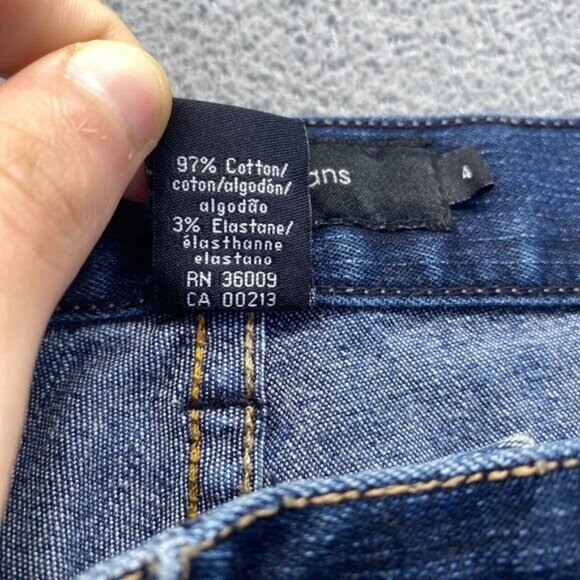 97% Cotton/
coton/algodón/
algodão
3% Elastane/
élasthanne
elastano
RN 36009
CA 00213
ans
4